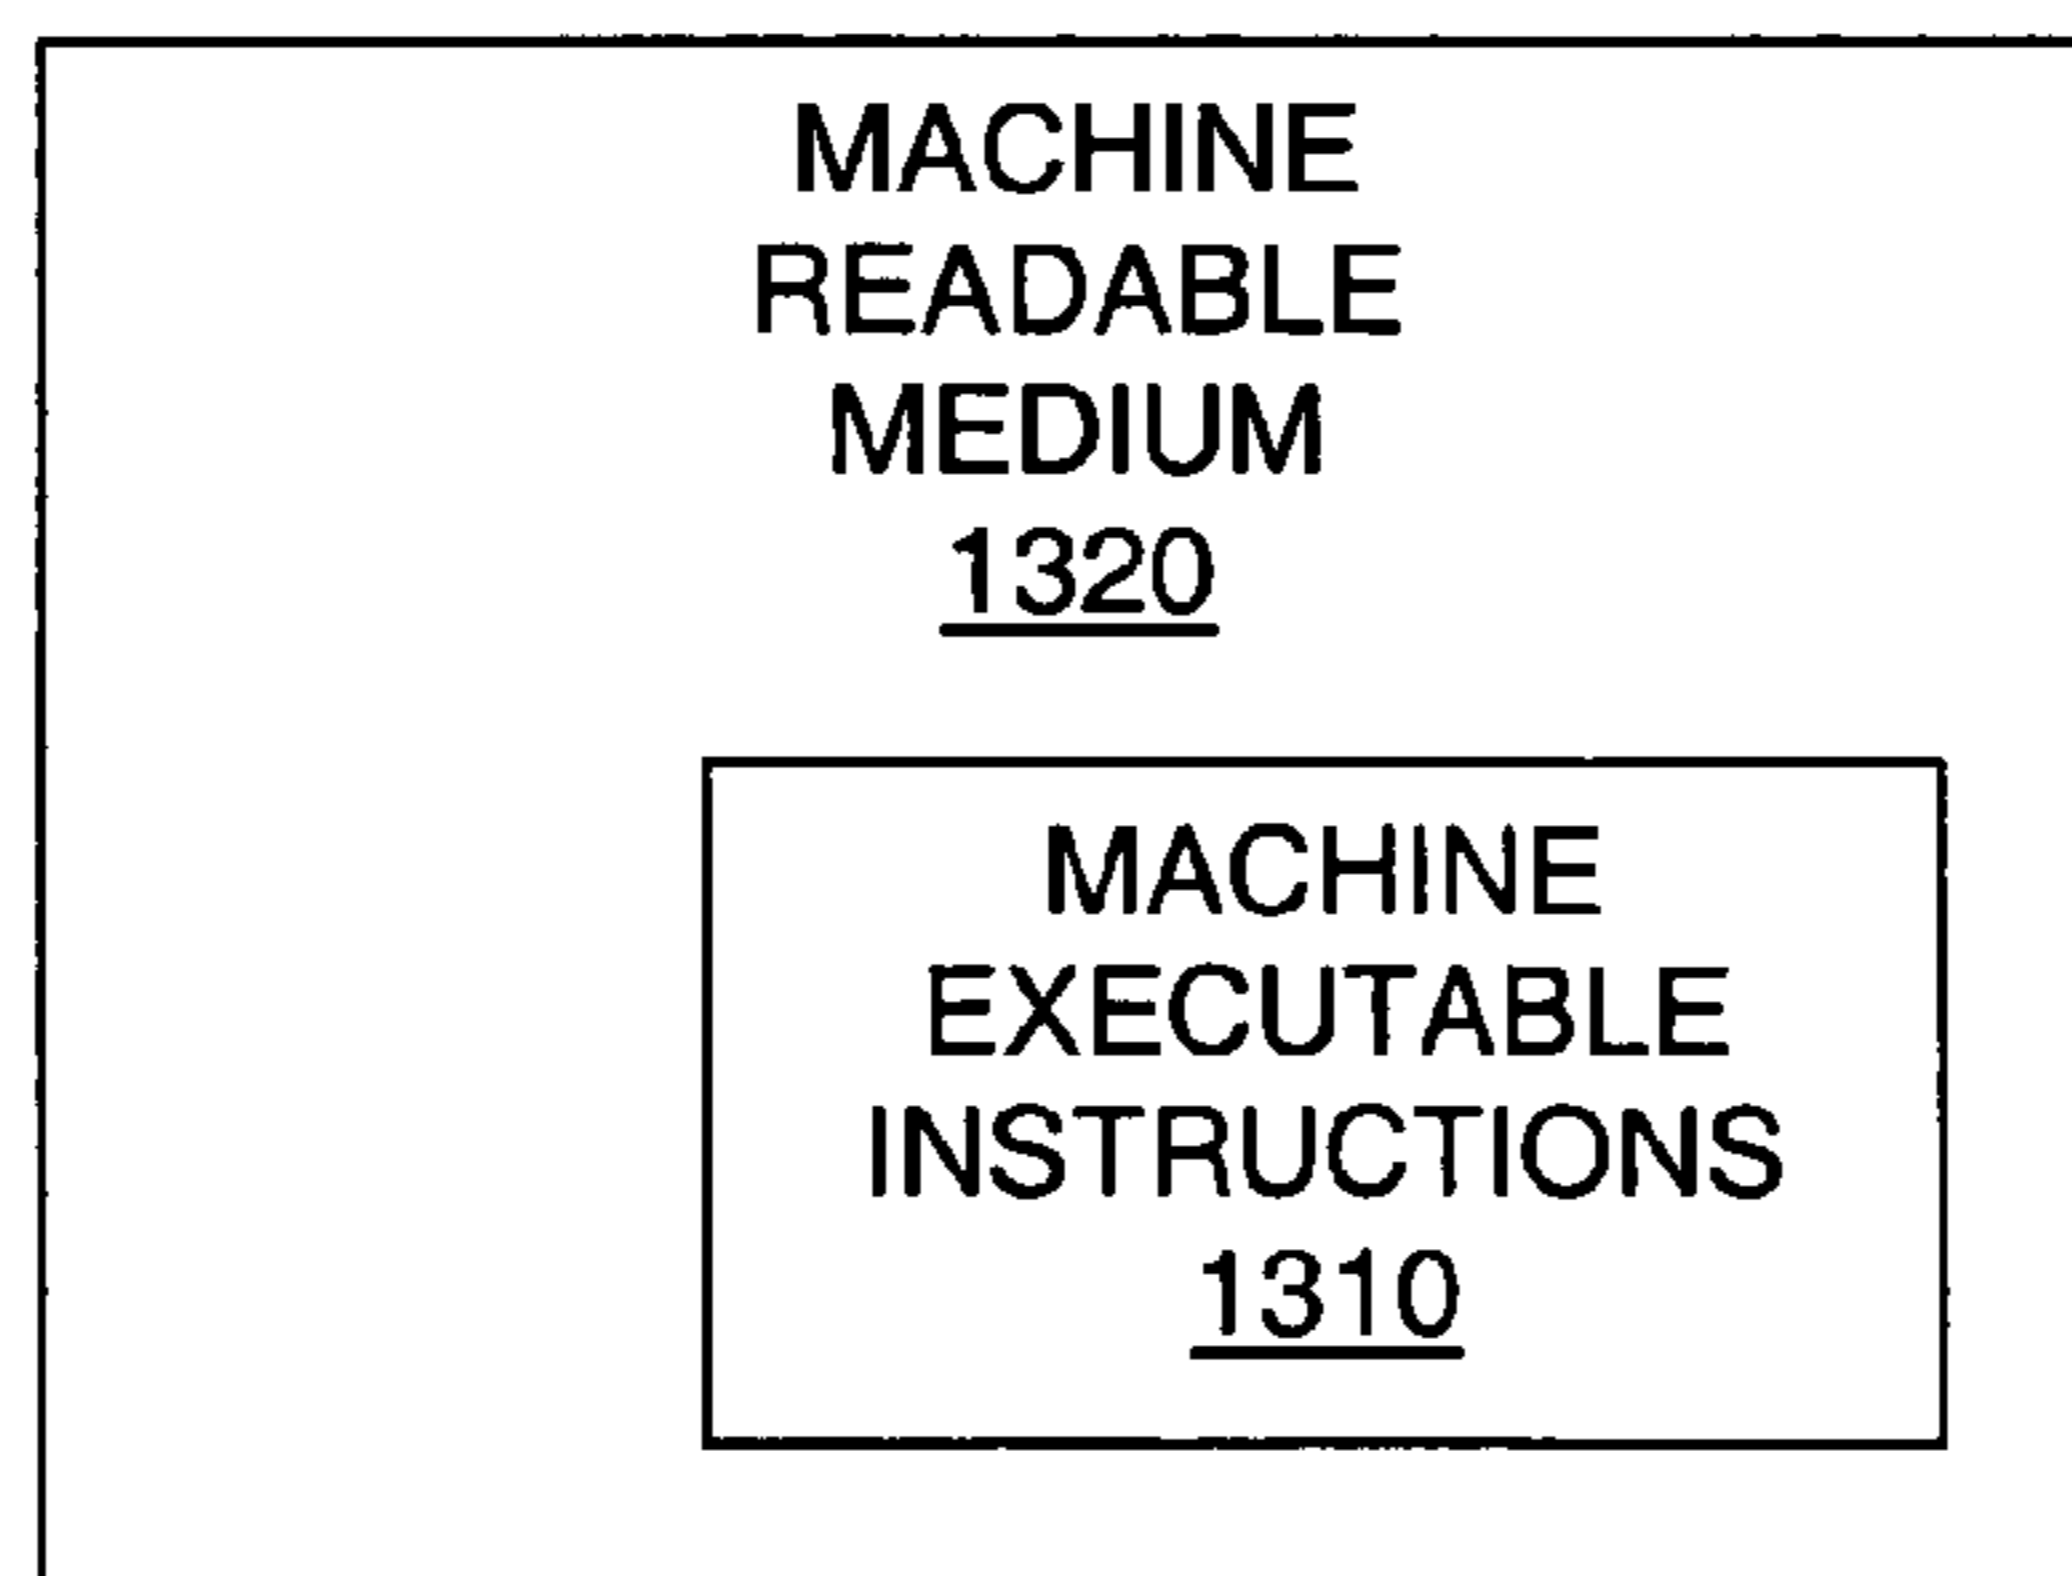 MACHINE
READABLE
MEDIUM
1320
MACHINE
EXECUTABLE
INSTRUCTIONS
1310